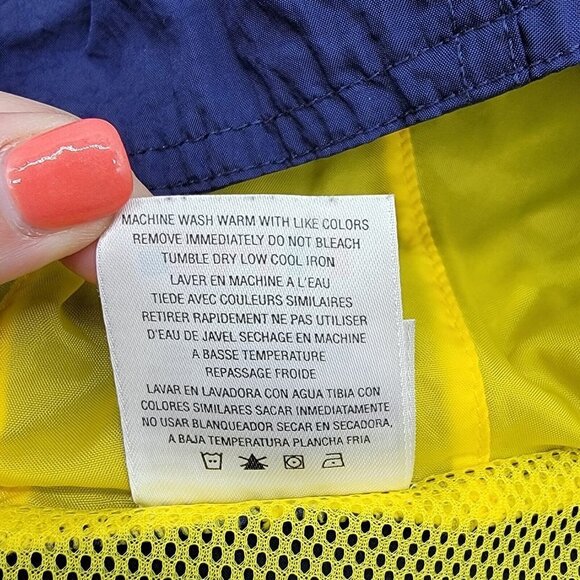 MACHINE WASH WARM WITH LIKE COLORS
REMOVE IMMEDIATELY DO NOT BLEACH
TUMBLE DRY LOW COOL IRON
LAVER EN MACHINE A L'EAU
TIEDE AVEC COULEURS SIMILAIRES
RETIRER RAPIDEMENT NE PAS UTILISER
D'EAU DE JAVEL SECHAGE EN MACHINE
A BASSE TEMPERATURE
REPASSAGE FROIDE
LAVAR EN LAVADORA CON AGUA TIBIA CON
COLORES SIMILARES SACAR INMEDIATAMENTE
NO USAR BLANQUEADOR SECAR EN SECADORA,
A BAJA TEMPERATURA PLANCHA FRIA